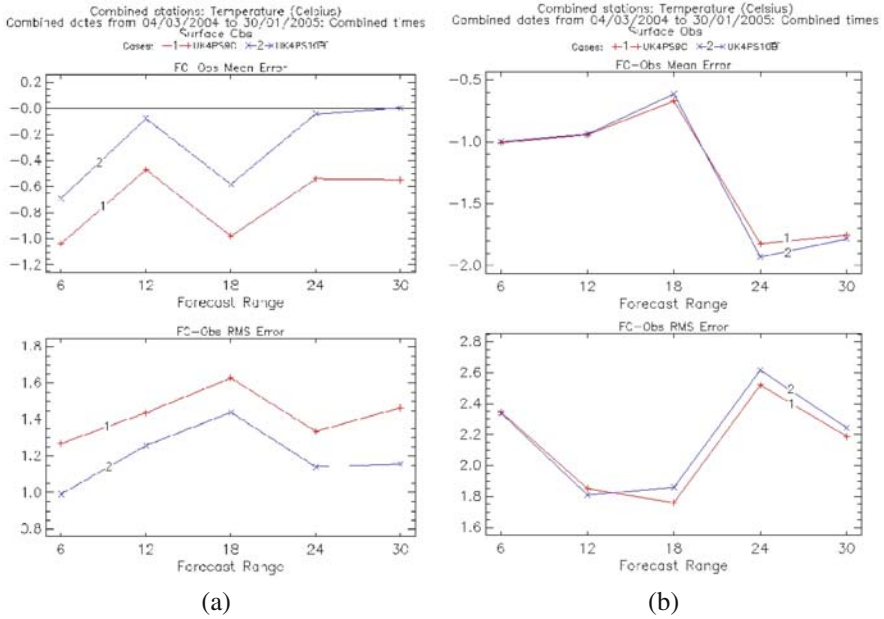 Combined stations: Temperature (Celsius)
Combined dates from 04/03/2004 to 30/01/2005: Combined times
Surface Obs
Cases: 1 UK4PS9C 2
FC-Obs Mean Error
0.2
-0.0
-0.2
-0.4
-0.6
-0.8
-1.0
-1.2
2
1
6 12 18 24 30
Forecast Range
FC-Obs RMS Error
1.8
1.6
1.4
1.2
1.0
0.8
1
2
6 12 18 24 30
Forecast Range
(a)
Combined stations: Temperature (Celsius)
Combined dates from 04/03/2004 to 30/01/2005: Combined times
Surface Obs
Cases: 1 UK4PS9C 2
FC-Obs Mean Error
-0.5
-1.0
-1.5
-2.0
1
2
6 12 18 24 30
Forecast Range
FC-Obs RMS Error
2.8
2.6
2.4
2.2
2.0
1.8
1.6
2
1
6 12 18 24 30
Forecast Range
(b)